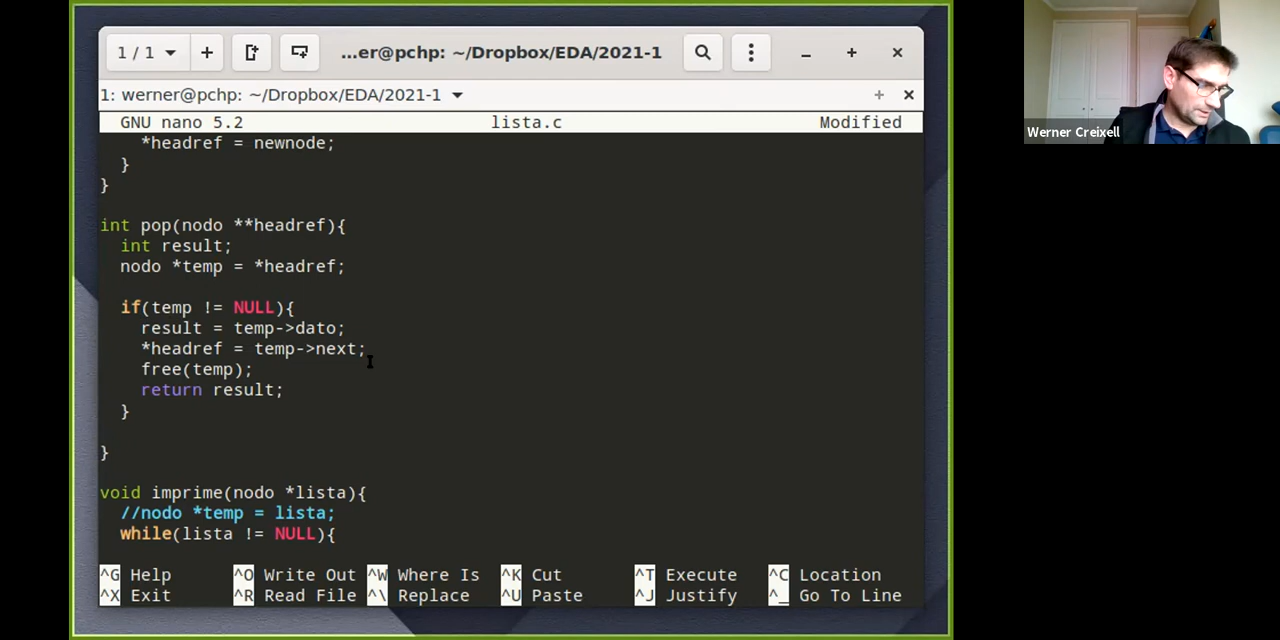 1 / 1
...er@pchp: ~/Dropbox/EDA/2021-1
1: werner@pchp: ~/Dropbox/EDA/2021-1
GNU nano 5.2 lista.c Modified
*headref = newnode;
}
}
int pop(nodo **headref){
int result;
nodo *temp = *headref;
if(temp != NULL){
result = temp->dato;
*headref = temp->next;
free(temp);
return result;
}
}
void imprime(nodo *lista){
//nodo *temp = lista;
while(lista != NULL){
^G Help ^O Write Out ^W Where Is ^K Cut ^T Execute ^C Location
^X Exit ^R Read File ^\ Replace ^U Paste ^J Justify ^_ Go To Line
Werner Creixell